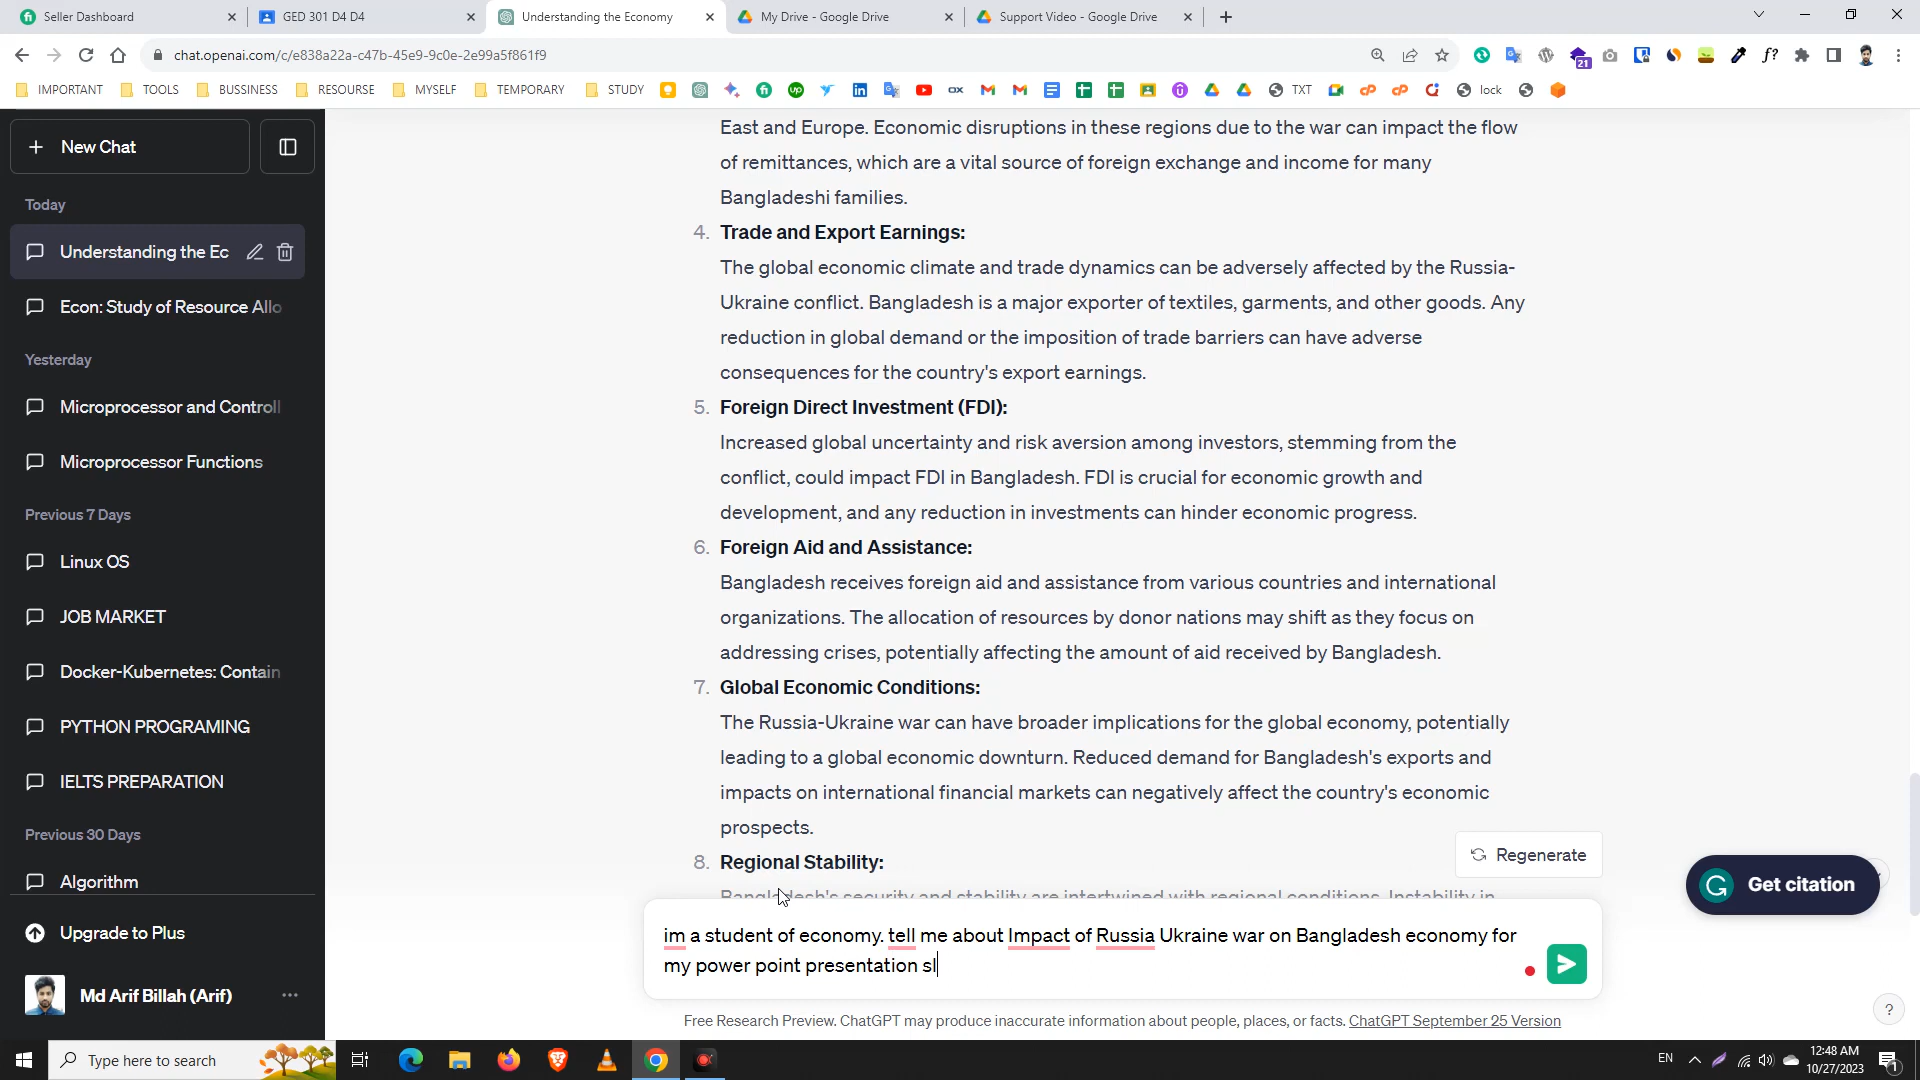 Seller Dashboard
GED 301 D4 D4
Understanding the Economy
My Drive - Google Drive
Support Video - Google Drive
chat.openai.com/c/e838a22a-c47b-45e9-9c0e-2e99a5f861f9
21
f?
IMPORTANT
TOOLS
BUSSINESS
RESOURSE
MYSELF
TEMPORARY
STUDY
TXT
lock
New Chat
Today
Understanding the Ec
Econ: Study of Resource Allo
Yesterday
Microprocessor and Controll
Microprocessor Functions
Previous 7 Days
Linux OS
JOB MARKET
Docker-Kubernetes: Contain
PYTHON PROGRAMING
IELTS PREPARATION
Previous 30 Days
Algorithm
Upgrade to Plus
Md Arif Billah (Arif)
East and Europe. Economic disruptions in these regions due to the war can impact the flow
of remittances, which are a vital source of foreign exchange and income for many
Bangladeshi families.
4. Trade and Export Earnings:
The global economic climate and trade dynamics can be adversely affected by the Russia-
Ukraine conflict. Bangladesh is a major exporter of textiles, garments, and other goods. Any
reduction in global demand or the imposition of trade barriers can have adverse
consequences for the country's export earnings.
5. Foreign Direct Investment (FDI):
Increased global uncertainty and risk aversion among investors, stemming from the
conflict, could impact FDI in Bangladesh. FDI is crucial for economic growth and
development, and any reduction in investments can hinder economic progress.
6. Foreign Aid and Assistance:
Bangladesh receives foreign aid and assistance from various countries and international
organizations. The allocation of resources by donor nations may shift as they focus on
addressing crises, potentially affecting the amount of aid received by Bangladesh.
7. Global Economic Conditions:
The Russia-Ukraine war can have broader implications for the global economy, potentially
leading to a global economic downturn. Reduced demand for Bangladesh's exports and
impacts on international financial markets can negatively affect the country's economic
prospects.
8. Regional Stability:
Bangladesh's security and stability are intertwined with regional conditions. Instability in
Regenerate
Get citation
im a student of economy. tell me about Impact of Russia Ukraine war on Bangladesh economy for
my power point presentation sl
Free Research Preview. ChatGPT may produce inaccurate information about people, places, or facts. ChatGPT September 25 Version
?
Type here to search
EN
12:48 AM
10/27/2023
1